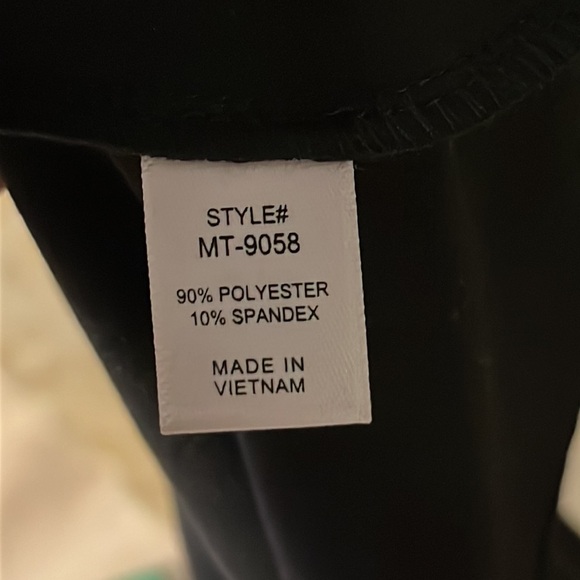 STYLE#
MT-9058
90% POLYESTER
10% SPANDEX
MADE IN
VIETNAM